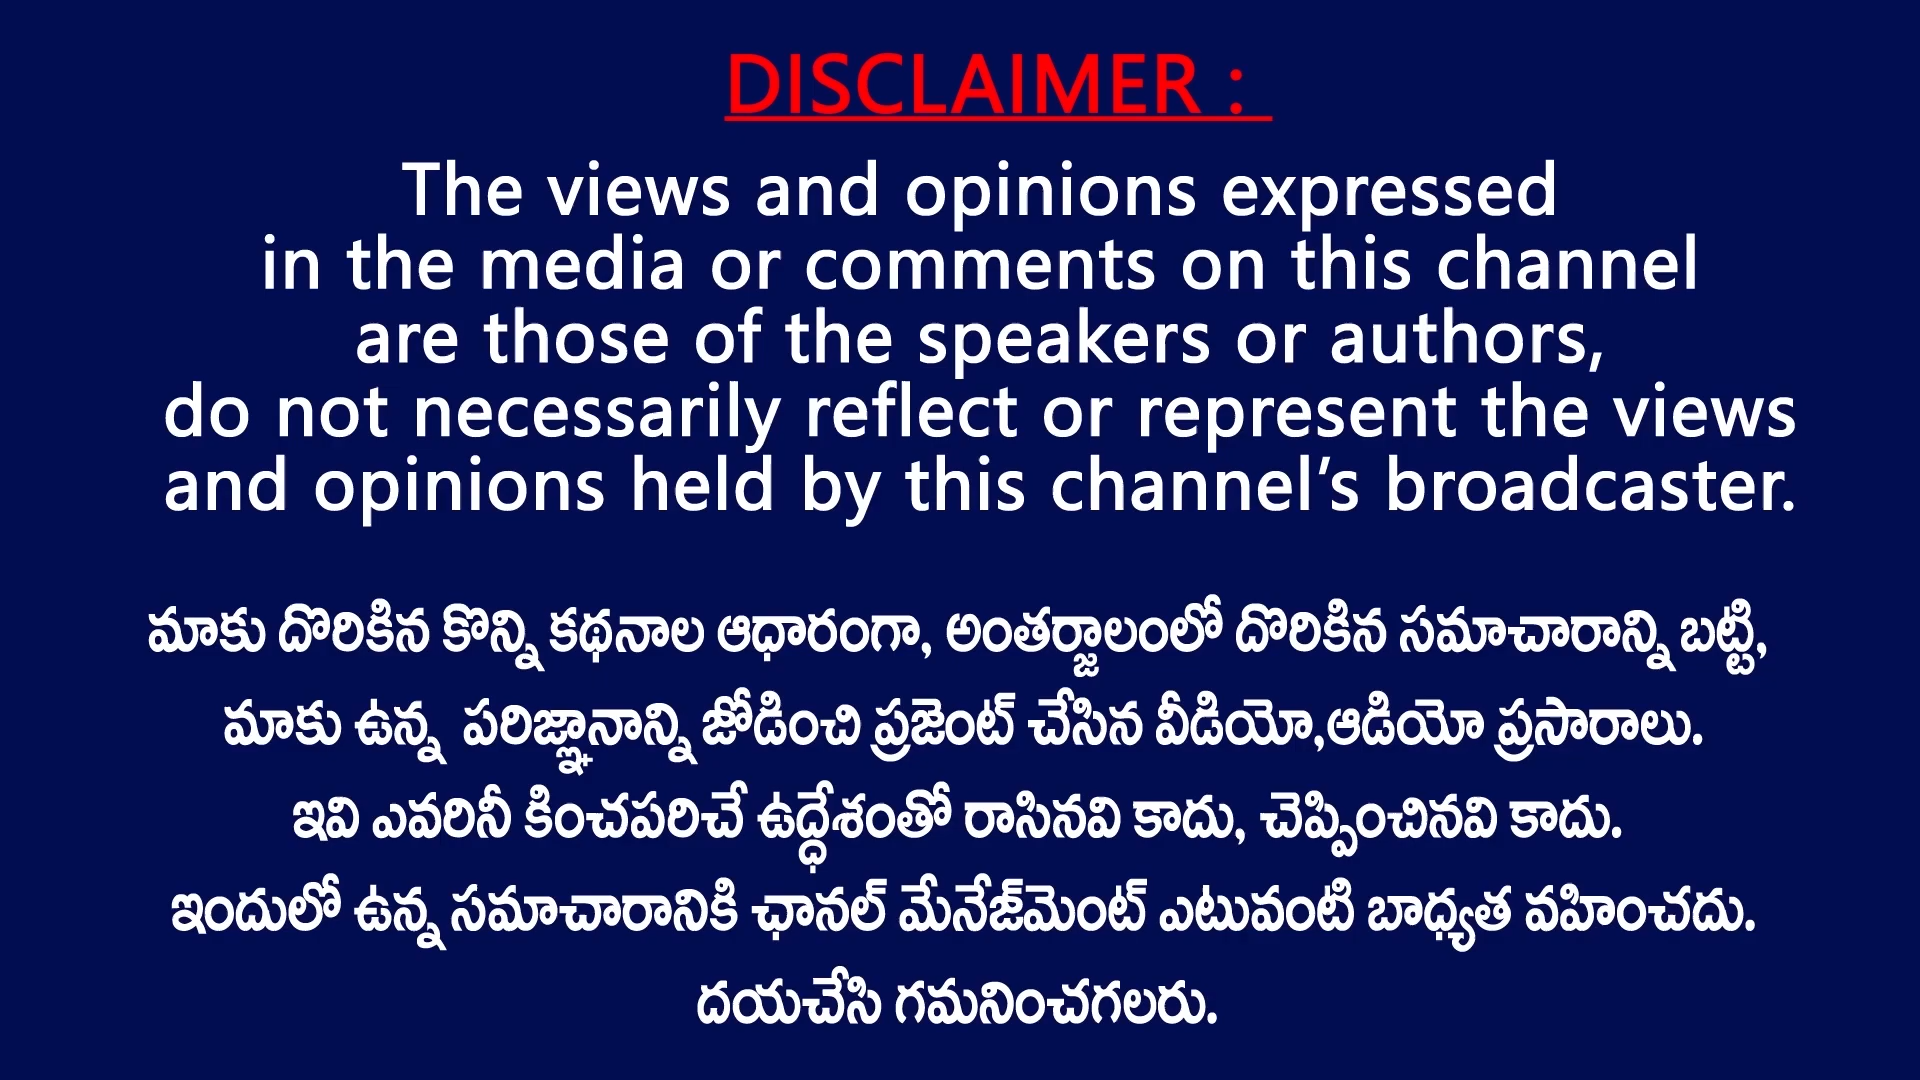 DISCLAIMER :
The views and opinions expressed
in the media or comments on this channel
are those of the speakers or authors,
do not necessarily reflect or represent the views
and opinions held by this channel’s broadcaster.
మాకు దొరికిన కొన్ని కథనాల ఆధారంగా, అంతర్జాలంలో దొరికిన సమాచారాన్ని బట్టి,
మాకు ఉన్న పరిజ్ఞానాన్ని జోడించి ప్రజెంట్ చేసిన వీడియో,ఆడియో ప్రసారాలు.
ఇవి ఎవరినీ కించపరిచే ఉద్ధేశంతో రాసినవి కాదు, చెప్పించినవి కాదు.
ఇందులో ఉన్న సమాచారానికి ఛానల్ మేనేజ్‌మెంట్ ఎటువంటి బాధ్యత వహించదు.
దయచేసి గమనించగలరు.